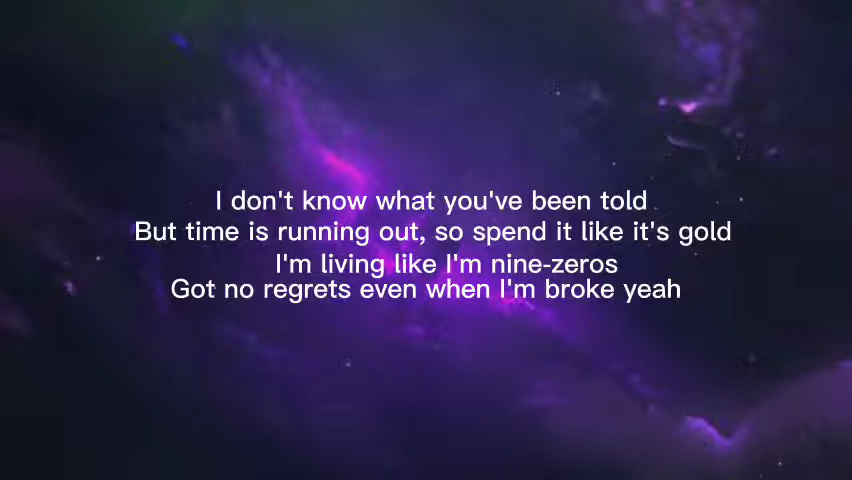 I don't know what you've been told
But time is running out, so spend it like it's gold
I'm living like I'm nine-zeros
Got no regrets even when I'm broke yeah